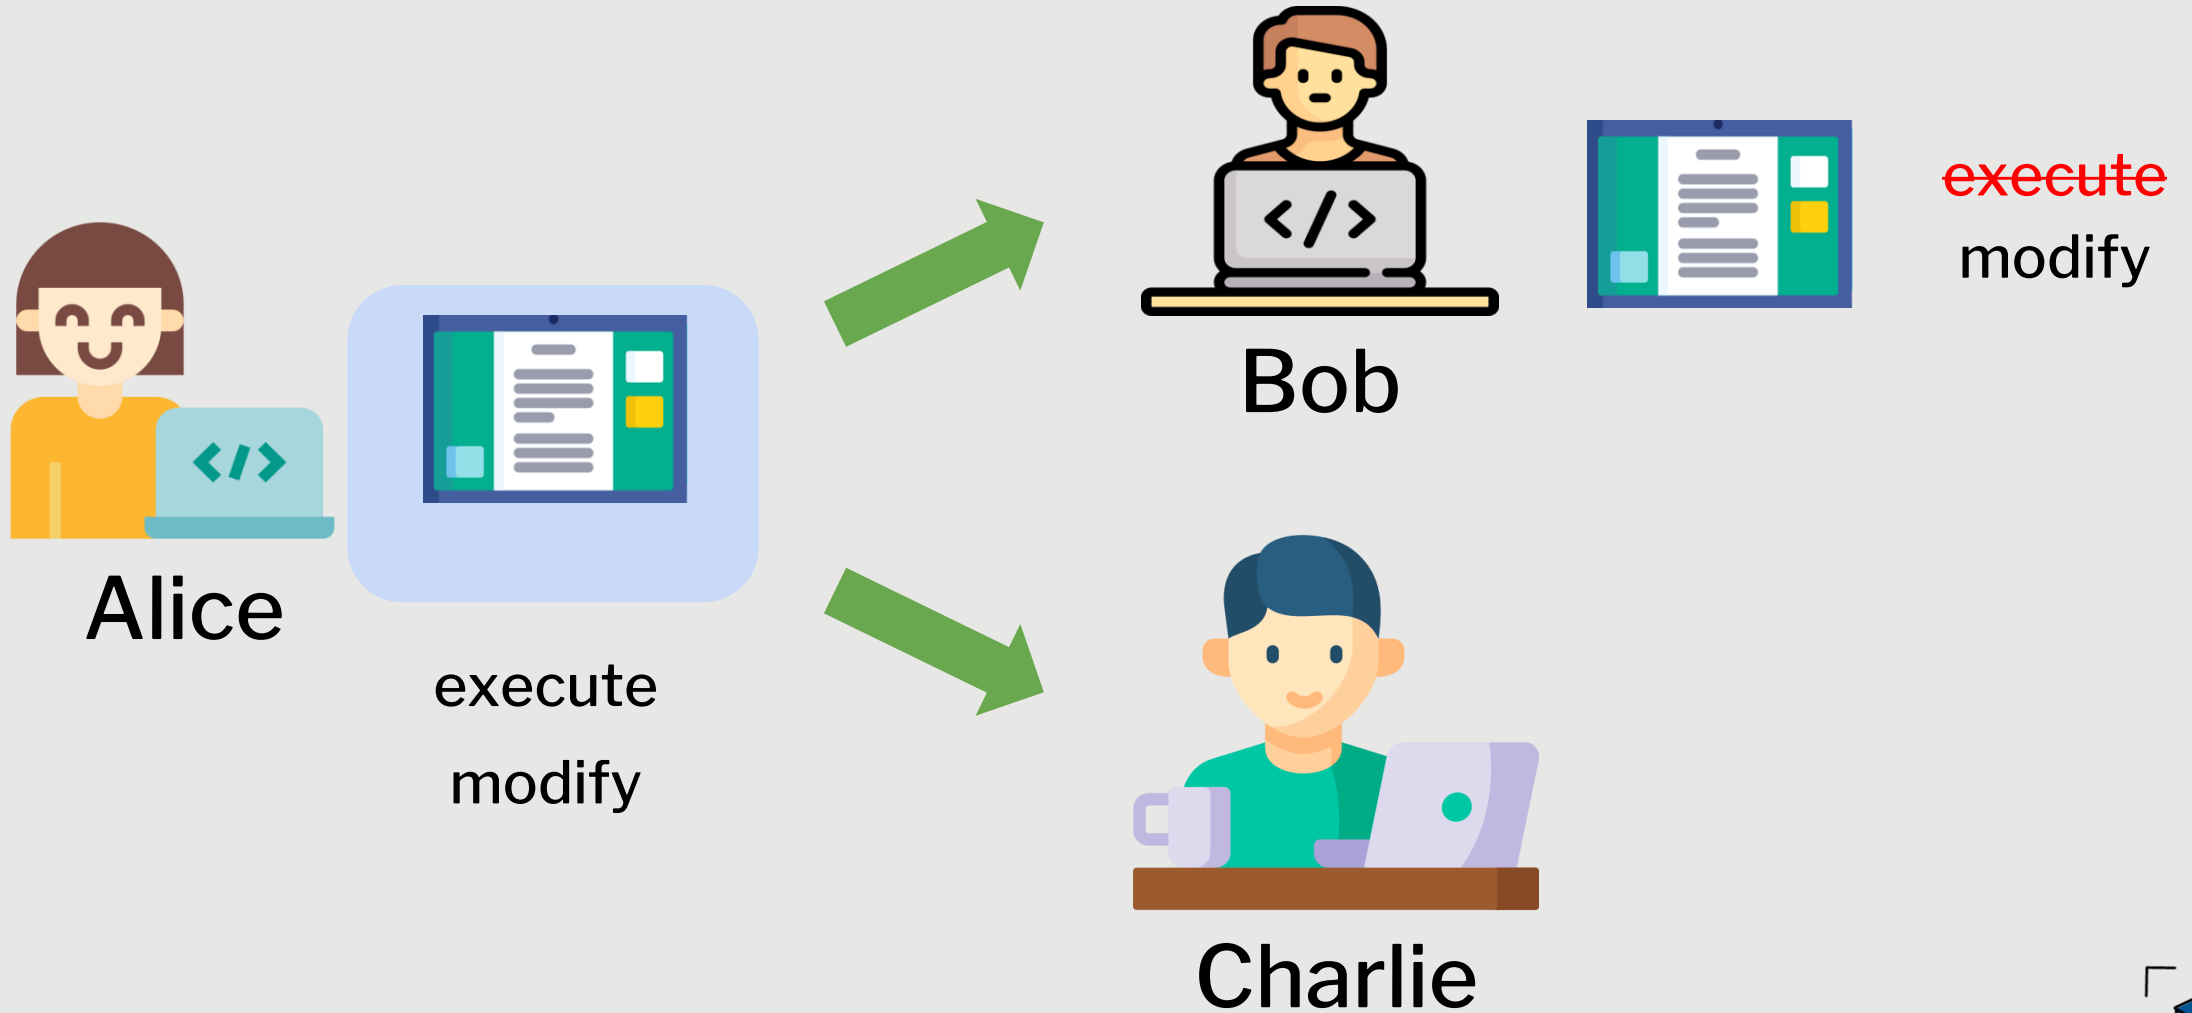 Alice
</>
execute
modify
</>
Bob
execute
modify
Charlie